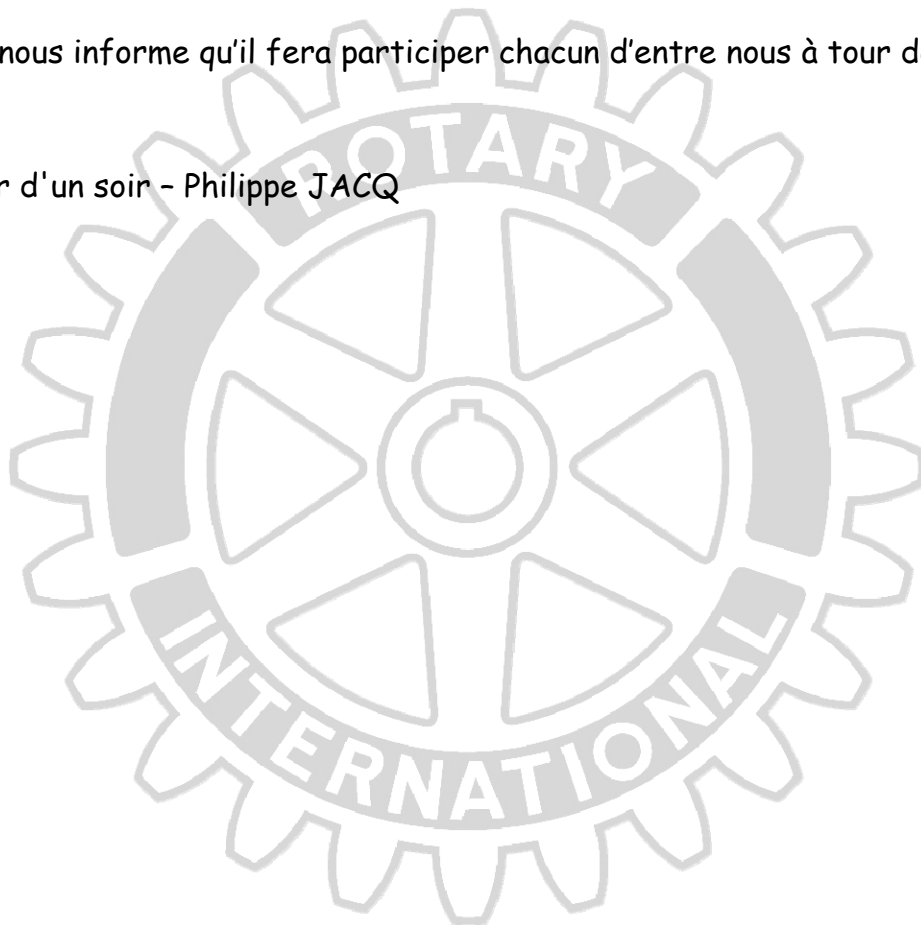 nous informe qu'il fera participer chacun d'entre nous à tour d
r d'un soir – Philippe JACQ
ROTARY
INTERNATIONAL